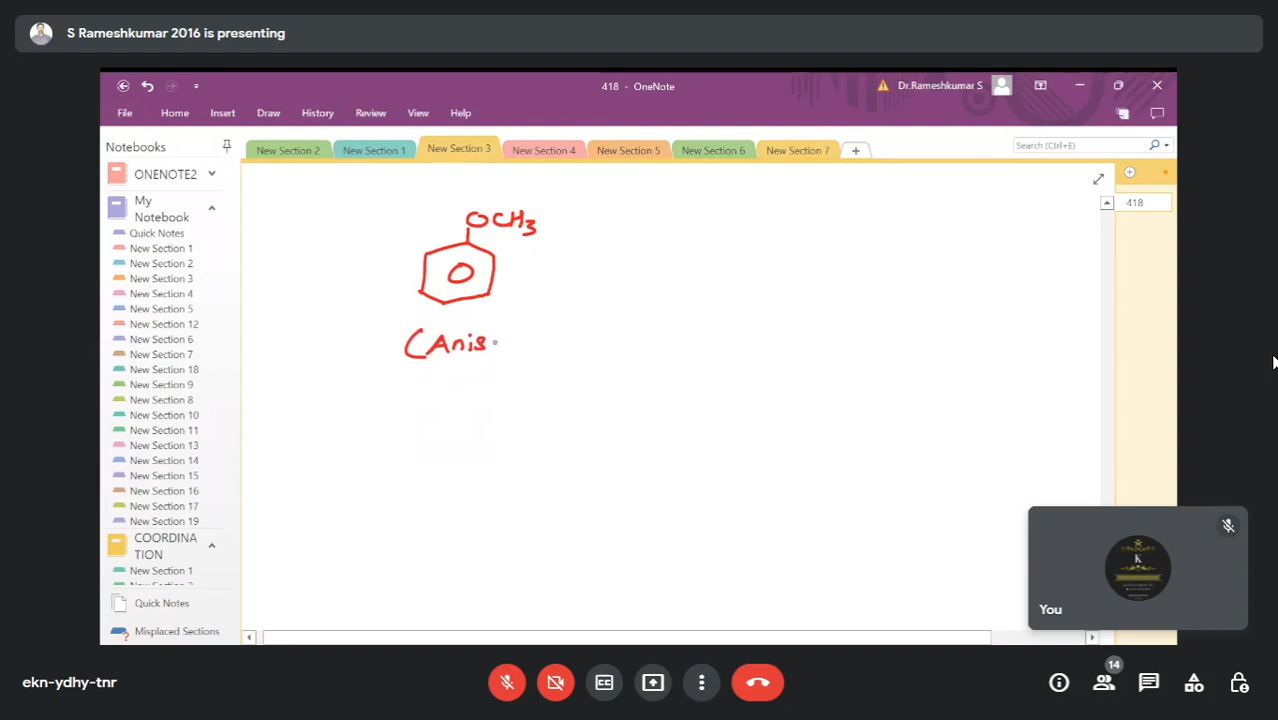 S Rameshkumar 2016 is presenting
418 - OneNote
Dr.Rameshkumar S
File Home Insert Draw History Review View Help
Notebooks
New Section 2 New Section 1 New Section 3 New Section 4 New Section 5 New Section 6 New Section 7 +
Search (Ctrl+E)
ONENOTE2
My
Notebook
Quick Notes
New Section 1
New Section 2
New Section 3
New Section 4
New Section 5
New Section 12
New Section 6
New Section 7
New Section 18
New Section 9
New Section 8
New Section 10
New Section 11
New Section 13
New Section 14
New Section 15
New Section 16
New Section 17
New Section 19
COORDINA
TION
New Section 1
Quick Notes
Misplaced Sections
OCH3
(Anis
418
K
You
ekn-ydhy-tnr
CC
14